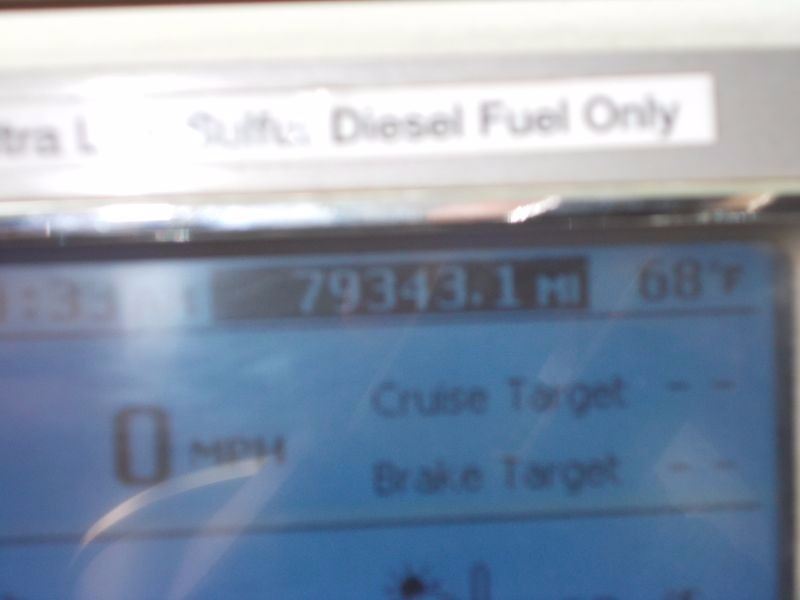 Diesel Fuel Only
79343.1 MI 68°F
Cruise Target - -
0 MPH
Brake Target - -